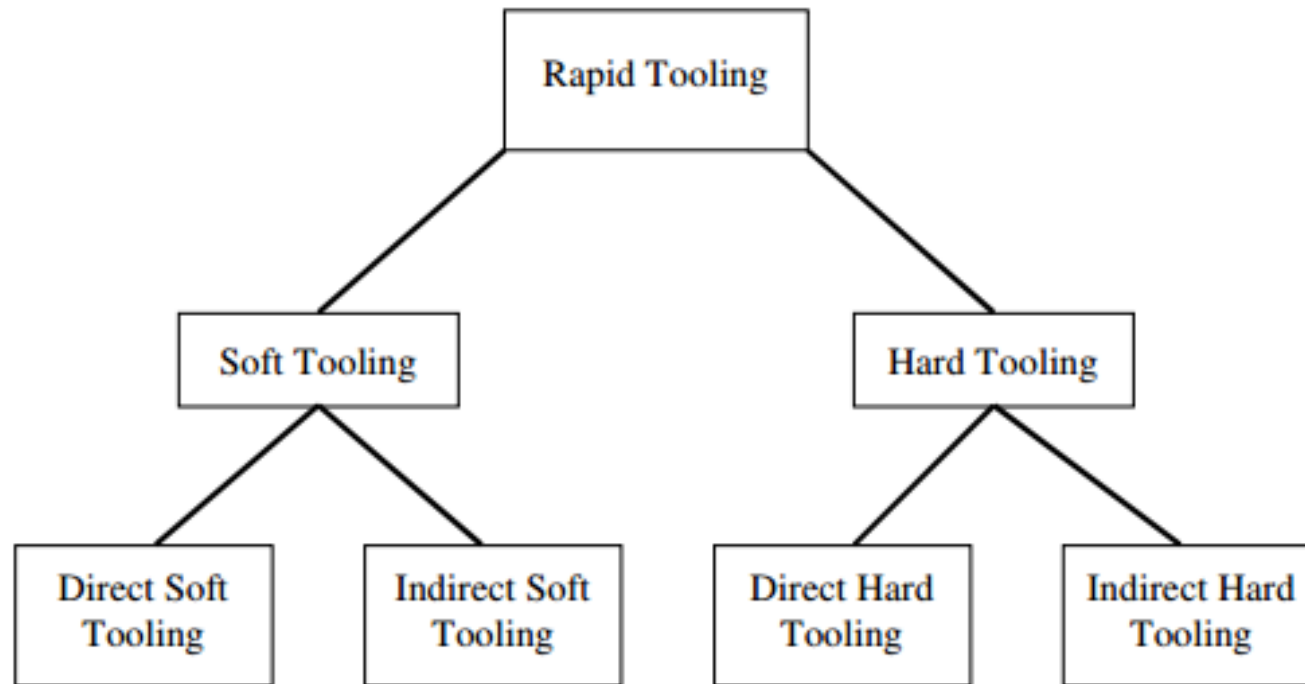 Rapid Tooling
Soft Tooling
Hard Tooling
Direct Soft
Tooling
Indirect Soft
Tooling
Direct Hard
Tooling
Indirect Hard
Tooling